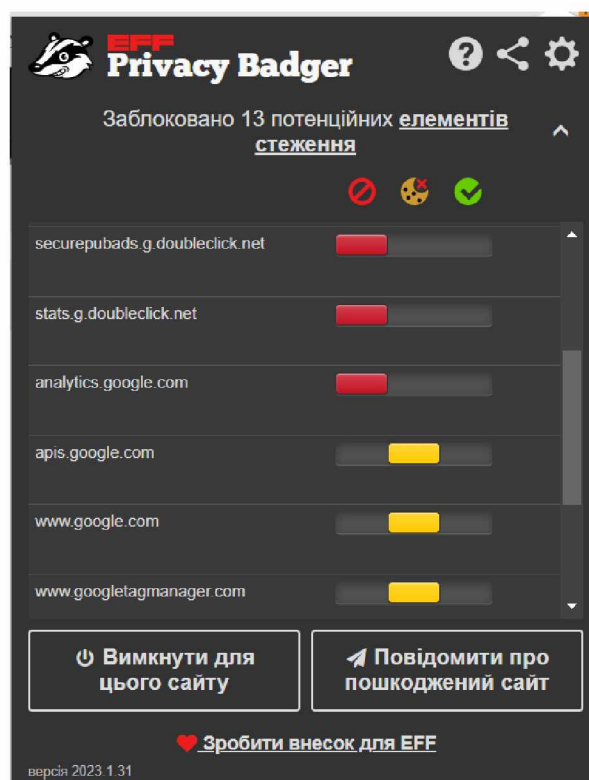 EFF
Privacy Badger
Заблоковано 13 потенційних елементів
стеження
securepubads.g.doubleclick.net
stats.g.doubleclick.net
analytics.google.com
apis.google.com
www.google.com
www.googletagmanager.com
Вимкнути для
цього сайту
Повідомити про
пошкоджений сайт
Зробити внесок для EFF
версія 2023.1.31